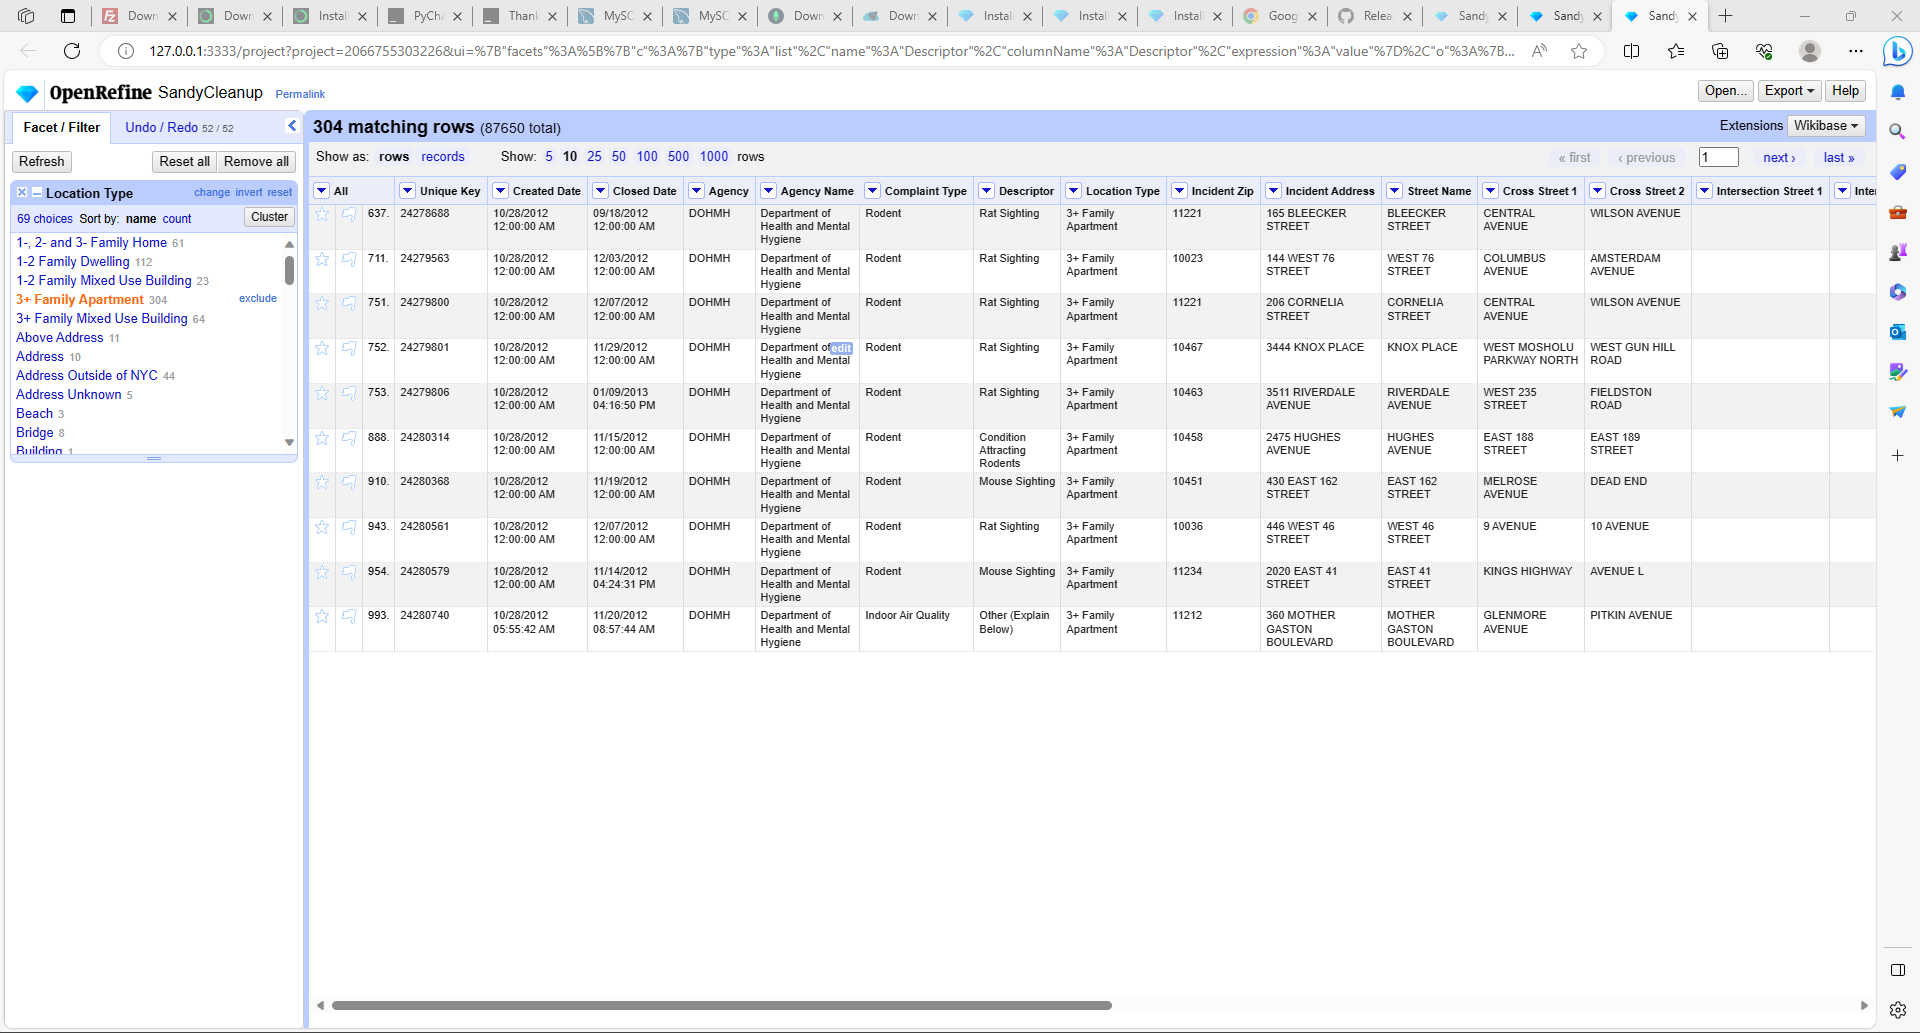 Down
Down
Install
PyCha
Thank
MySC
MySC
Down
Down
Install
Install
Install
Goog
Relea
Sandy
Sandy
Sandy
127.0.0.1:3333/project?project=2066755303226&ui=%7B"facets"%3A%5B%7B"c"%3A%7B"type"%3A"list"%2C"name"%3A"Descriptor"%2C"columnName"%3A"Descriptor"%2C"expression"%3A"value"%7D%2C"o"%3A%7B...
OpenRefine SandyCleanup Permalink
Open... Export Help
Facet / Filter Undo / Redo 52 / 52
304 matching rows (87650 total)
Extensions Wikibase
Refresh Reset all Remove all
Show as: rows records Show: 5 10 25 50 100 500 1000 rows
« first ‹ previous 1 next › last »
Location Type change invert reset
69 choices Sort by: name count Cluster
1-, 2- and 3- Family Home 61
1-2 Family Dwelling 112
1-2 Family Mixed Use Building 23
3+ Family Apartment 304 exclude
3+ Family Mixed Use Building 64
Above Address 11
Address 10
Address Outside of NYC 44
Address Unknown 5
Beach 3
Bridge 8
Building 1
All Unique Key Created Date Closed Date Agency Agency Name Complaint Type Descriptor Location Type Incident Zip Incident Address Street Name Cross Street 1 Cross Street 2 Intersection Street 1 Inter
637. 24278688 10/28/2012 09/18/2012 DOHMH Department of Rodent Rat Sighting 3+ Family 11221 165 BLEECKER BLEECKER CENTRAL WILSON AVENUE
12:00:00 AM 12:00:00 AM Health and Mental Apartment STREET STREET AVENUE
Hygiene
711. 24279563 10/28/2012 12/03/2012 DOHMH Department of Rodent Rat Sighting 3+ Family 10023 144 WEST 76 WEST 76 COLUMBUS AMSTERDAM
12:00:00 AM 12:00:00 AM Health and Mental Apartment STREET STREET AVENUE AVENUE
Hygiene
751. 24279800 10/28/2012 12/07/2012 DOHMH Department of Rodent Rat Sighting 3+ Family 11221 206 CORNELIA CORNELIA CENTRAL WILSON AVENUE
12:00:00 AM 12:00:00 AM Health and Mental Apartment STREET STREET AVENUE
Hygiene
752. 24279801 10/28/2012 11/29/2012 DOHMH Department of edit Rodent Rat Sighting 3+ Family 10467 3444 KNOX PLACE KNOX PLACE WEST MOSHOLU WEST GUN HILL
12:00:00 AM 12:00:00 AM Health and Mental Apartment PARKWAY NORTH ROAD
Hygiene
753. 24279806 10/28/2012 01/09/2013 DOHMH Department of Rodent Rat Sighting 3+ Family 10463 3511 RIVERDALE RIVERDALE WEST 235 FIELDSTON
12:00:00 AM 04:16:50 PM Health and Mental Apartment AVENUE AVENUE STREET ROAD
Hygiene
888. 24280314 10/28/2012 11/15/2012 DOHMH Department of Rodent Condition 3+ Family 10458 2475 HUGHES HUGHES EAST 188 EAST 189
12:00:00 AM 12:00:00 AM Health and Mental Attracting Apartment AVENUE AVENUE STREET STREET
Hygiene Rodents
910. 24280368 10/28/2012 11/19/2012 DOHMH Department of Rodent Mouse Sighting 3+ Family 10451 430 EAST 162 EAST 162 MELROSE DEAD END
12:00:00 AM 12:00:00 AM Health and Mental Apartment STREET STREET AVENUE
Hygiene
943. 24280561 10/28/2012 12/07/2012 DOHMH Department of Rodent Rat Sighting 3+ Family 10036 446 WEST 46 WEST 46 9 AVENUE 10 AVENUE
12:00:00 AM 12:00:00 AM Health and Mental Apartment STREET STREET
Hygiene
954. 24280579 10/28/2012 11/14/2012 DOHMH Department of Rodent Mouse Sighting 3+ Family 11234 2020 EAST 41 EAST 41 KINGS HIGHWAY AVENUE L
12:00:00 AM 04:24:31 PM Health and Mental Apartment STREET STREET
Hygiene
993. 24280740 10/28/2012 11/20/2012 DOHMH Department of Indoor Air Quality Other (Explain 3+ Family 11212 360 MOTHER MOTHER GLENMORE PITKIN AVENUE
05:55:42 AM 08:57:44 AM Health and Mental Below) Apartment GASTON GASTON AVENUE
Hygiene BOULEVARD BOULEVARD